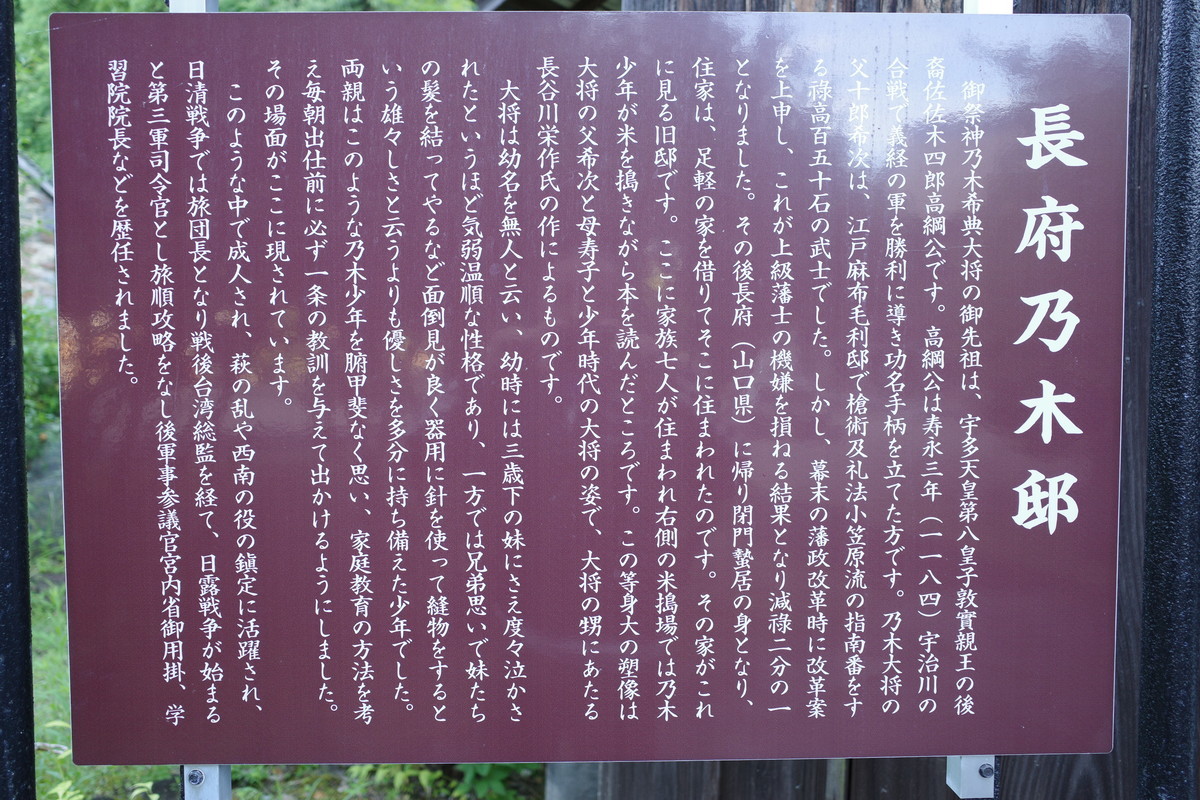 長府乃木邸
御祭神乃木希典大将の御先祖は、宇多天皇第八皇子敦實親王の後
裔佐佐木四郎高綱公です。高綱公は寿永三年(一一八四)宇治川の
合戦で義経の軍を勝利に導き功名手柄を立てた方です。乃木大将の
父十郎希次は、江戸麻布毛利邸で槍術及礼法小笠原流の指南番をす
る禄高百五十石の武士でした。しかし、幕末の藩政改革時に改革案
を上申し、これが上級藩士の機嫌を損ねる結果となり減禄二分の一
となりました。その後長府(山口県)に帰り閉門蟄居の身となり、
住家は、足軽の家を借りてそこに住まわれたのです。その家がこれ
に見る旧邸です。ここに家族七人が住まわれ右側の米搗場では乃木
少年が米を搗きながら本を読んだところです。この等身大の塑像は
大将の父希次と母寿子と少年時代の大将の姿で、大将の甥にあたる
長谷川栄作氏の作によるものです。
大将は幼名を無人と云い、幼時には三歳下の妹にさえ度々泣かさ
れたというほど気弱温順な性格であり、一方では兄弟思いで妹たち
の髪を結ってやるなど面倒見が良く器用に針を使って縫物をすると
いう雄々しさと云うよりも優しさを多分に持ち備えた少年でした。
両親はこのような乃木少年を腑甲斐なく思い、家庭教育の方法を考
え毎朝出仕前に必ず一条の教訓を与えて出かけるようにしました。
その場面がここに現されています。
このような中で成人され、萩の乱や西南の役の鎮定に活躍され、
日清戦争では旅団長となり戦後台湾総監を経て、日露戦争が始まる
と第三軍司令官とし旅順攻略をなし後軍事参議官宮内省御用掛、学
習院院長などを歴任されました。